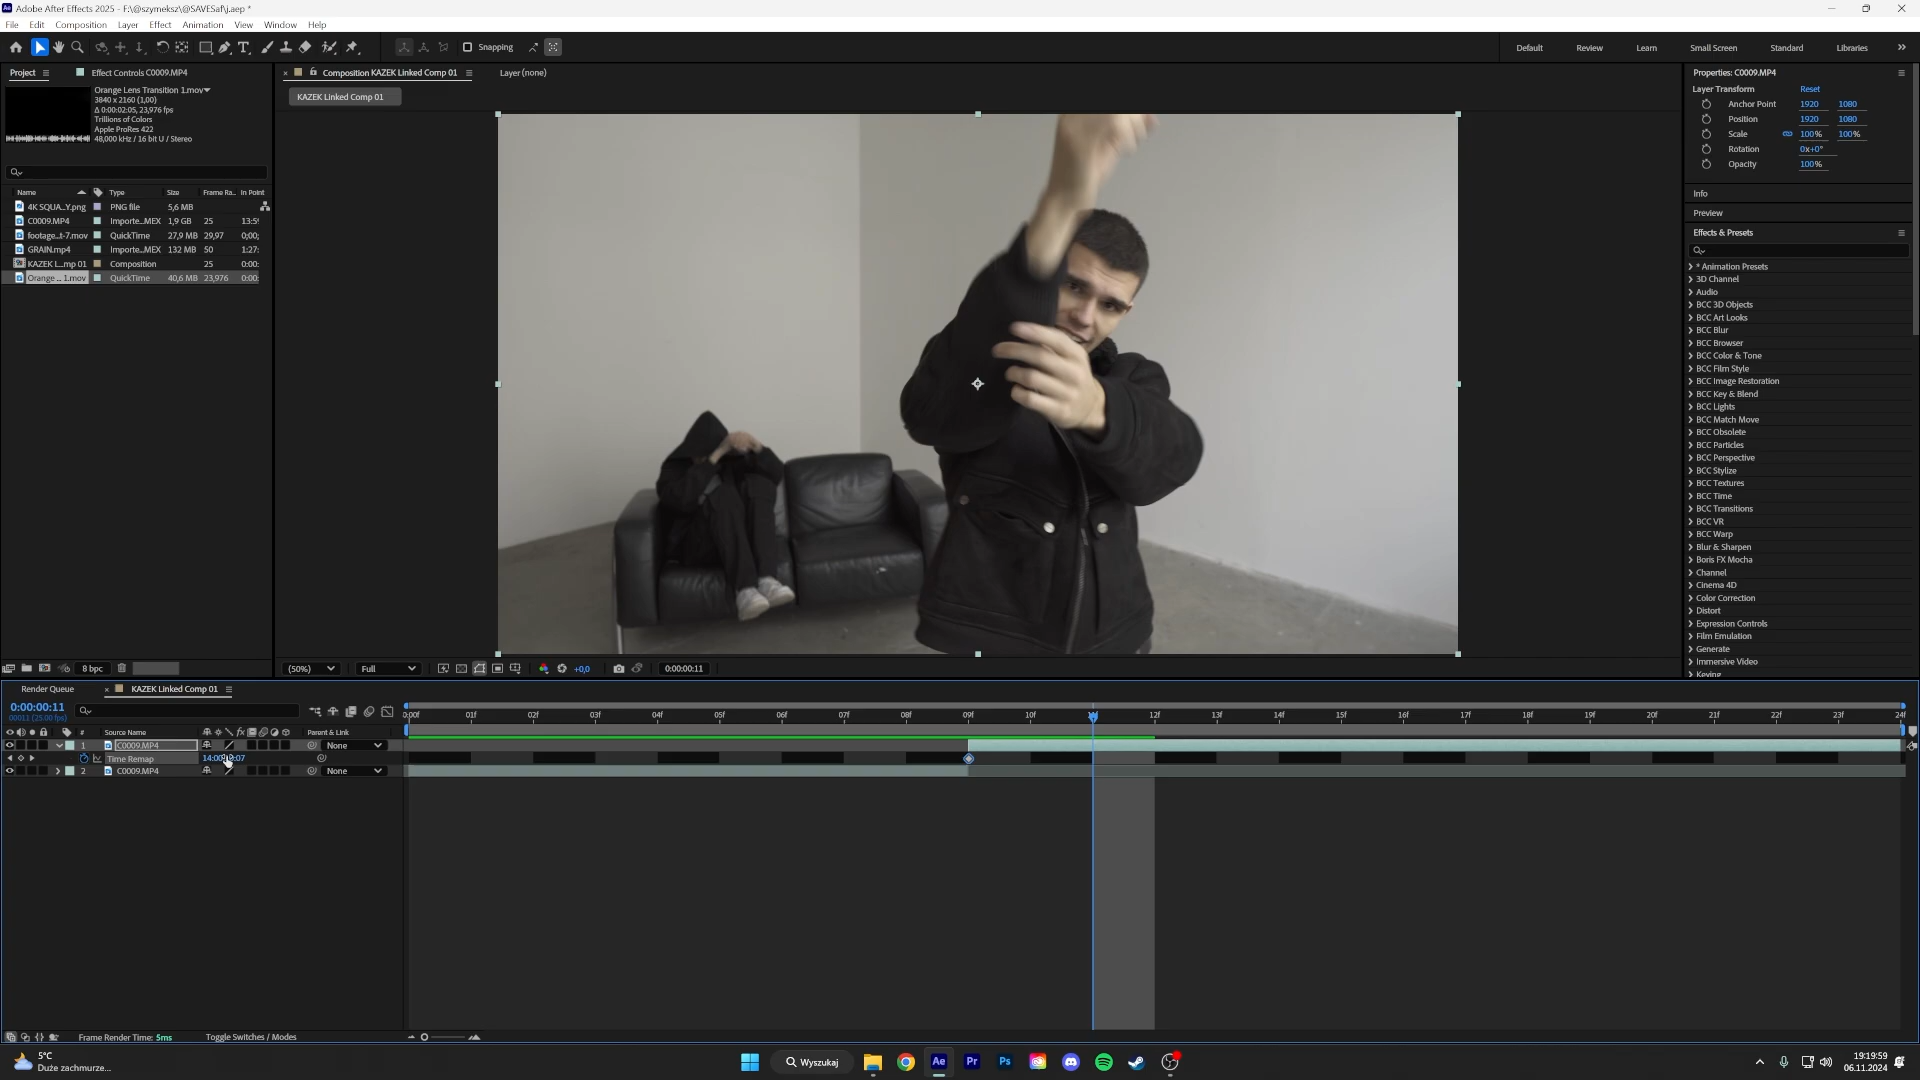 Adobe After Effects 2025 - F:\@szymeksz\@SAVESaf\j.aep *
File Edit Composition Layer Effect Animation View Window Help
Snapping
Default Review Learn Small Screen Standard Libraries
Project Effect Controls C0009.MP4
Composition KAZEK Linked Comp 01 Layer (none)
Properties: C0009.MP4
Orange Lens Transition 1.mov
3840 x 2160 (1,00)
Δ 0:00:02:05, 23,976 fps
Trillions of Colors
Apple ProRes 422
48,000 kHz / 16 bit U / Stereo
KAZEK Linked Comp 01
Layer Transform Reset
Anchor Point 1920 1080
Position 1920 1080
Scale 100% 100%
Rotation 0x+0°
Opacity 100%
Name Type Size Frame Ra.. In Point
4K SQUA...Y.png PNG file 5,6 MB
C0009.MP4 Importe...MEX 1,9 GB 25 13:5
footage...t-7.mov QuickTime 27,9 MB 29,97 0;00;
GRAIN.mp4 Importe...MEX 132 MB 50 1:27:
KAZEK l...mp 01 Composition 25 0:00:
Orange ... 1.mov QuickTime 40,6 MB 23,976 0:00:
Info
Preview
Effects & Presets
* Animation Presets
3D Channel
Audio
BCC 3D Objects
BCC Art Looks
BCC Blur
BCC Browser
BCC Color & Tone
BCC Film Style
BCC Image Restoration
BCC Key & Blend
BCC Lights
BCC Match Move
BCC Obsolete
BCC Particles
BCC Perspective
BCC Stylize
BCC Textures
BCC Time
BCC Transitions
BCC VR
BCC Warp
Blur & Sharpen
Boris FX Mocha
Channel
Cinema 4D
Color Correction
Distort
Expression Controls
Film Emulation
Generate
Immersive Video
Keying
8 bpc
(50%) Full +0,0 0:00:00:11
Render Queue KAZEK Linked Comp 01
0:00:00:11
00011 (25.00 fps)
0:00f 01f 02f 03f 04f 05f 06f 07f 08f 09f 10f 11f 12f 13f 14f 15f 16f 17f 18f 19f 20f 21f 22f 23f 24f
# Source Name Parent & Link
1 C0009.MP4 None
Time Remap
2 C0009.MP4 None
Frame Render Time: 5ms Toggle Switches / Modes
5°C
Duże zachmurze...
Wyszukaj
19:19:59
06.11.2024